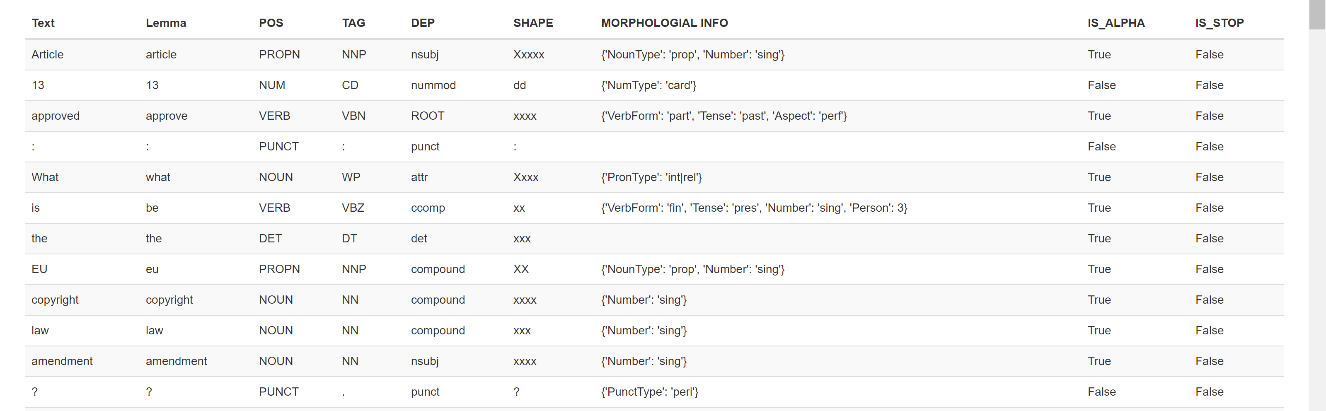 Text Lemma POS TAG DEP SHAPE MORPHOLOGIAL INFO IS_ALPHA IS_STOP
Article article PROPN NNP nsubj Xxxxx {'NounType': 'prop', 'Number': 'sing'} True False
13 13 NUM CD nummod dd {'NumType': 'card'} False False
approved approve VERB VBN ROOT xxxx {'VerbForm': 'part', 'Tense': 'past', 'Aspect': 'perf'} True False
: : PUNCT : punct : False False
What what NOUN WP attr Xxxx {'PronType': 'int|rel'} True False
is be VERB VBZ ccomp xx {'VerbForm': 'fin', 'Tense': 'pres', 'Number': 'sing', 'Person': 3} True False
the the DET DT det xxx True False
EU eu PROPN NNP compound XX {'NounType': 'prop', 'Number': 'sing'} True False
copyright copyright NOUN NN compound xxxx {'Number': 'sing'} True False
law law NOUN NN compound xxx {'Number': 'sing'} True False
amendment amendment NOUN NN nsubj xxxx {'Number': 'sing'} True False
? ? PUNCT . punct ? {'PunctType': 'peri'} False False